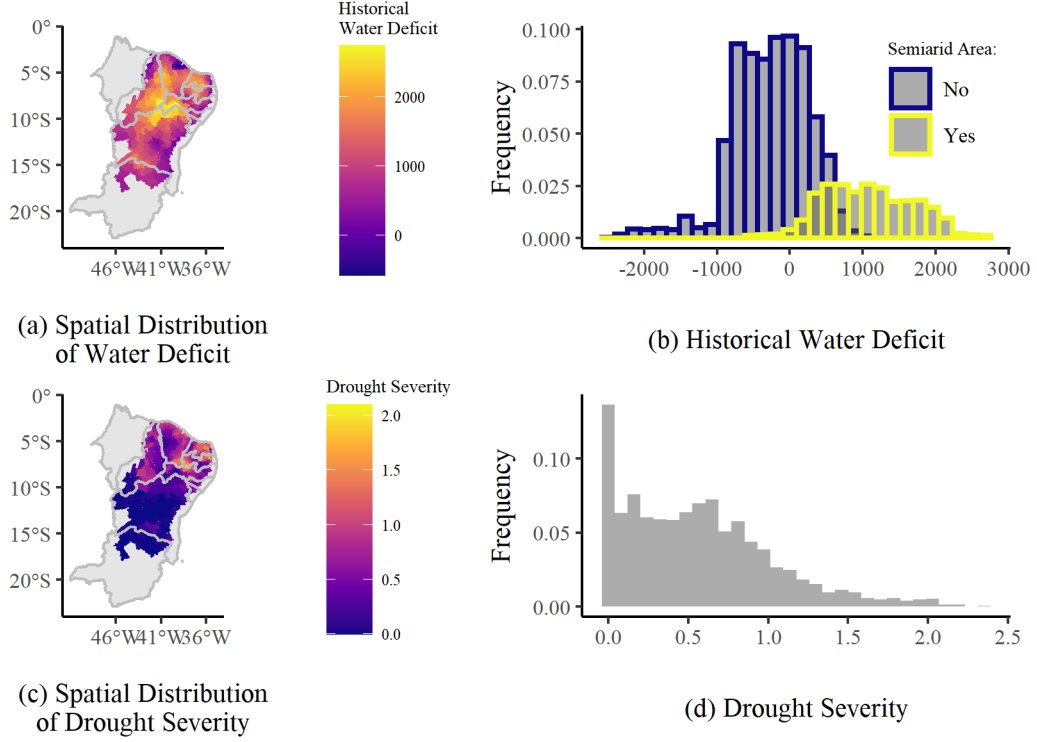 Historical
Water Deficit
0°
5°S
10°S
15°S
20°S
46°W 41°W 36°W
2000
1000
0
(a) Spatial Distribution
of Water Deficit
Frequency
0.100
0.075
0.050
0.025
0.000
-2000 -1000 0 1000 2000 3000
Semiarid Area:
No
Yes
(b) Historical Water Deficit
Drought Severity
0°
5°S
10°S
15°S
20°S
46°W 41°W 36°W
2.0
1.5
1.0
0.5
0.0
(c) Spatial Distribution
of Drought Severity
Frequency
0.10
0.05
0.00
0.0 0.5 1.0 1.5 2.0 2.5
(d) Drought Severity